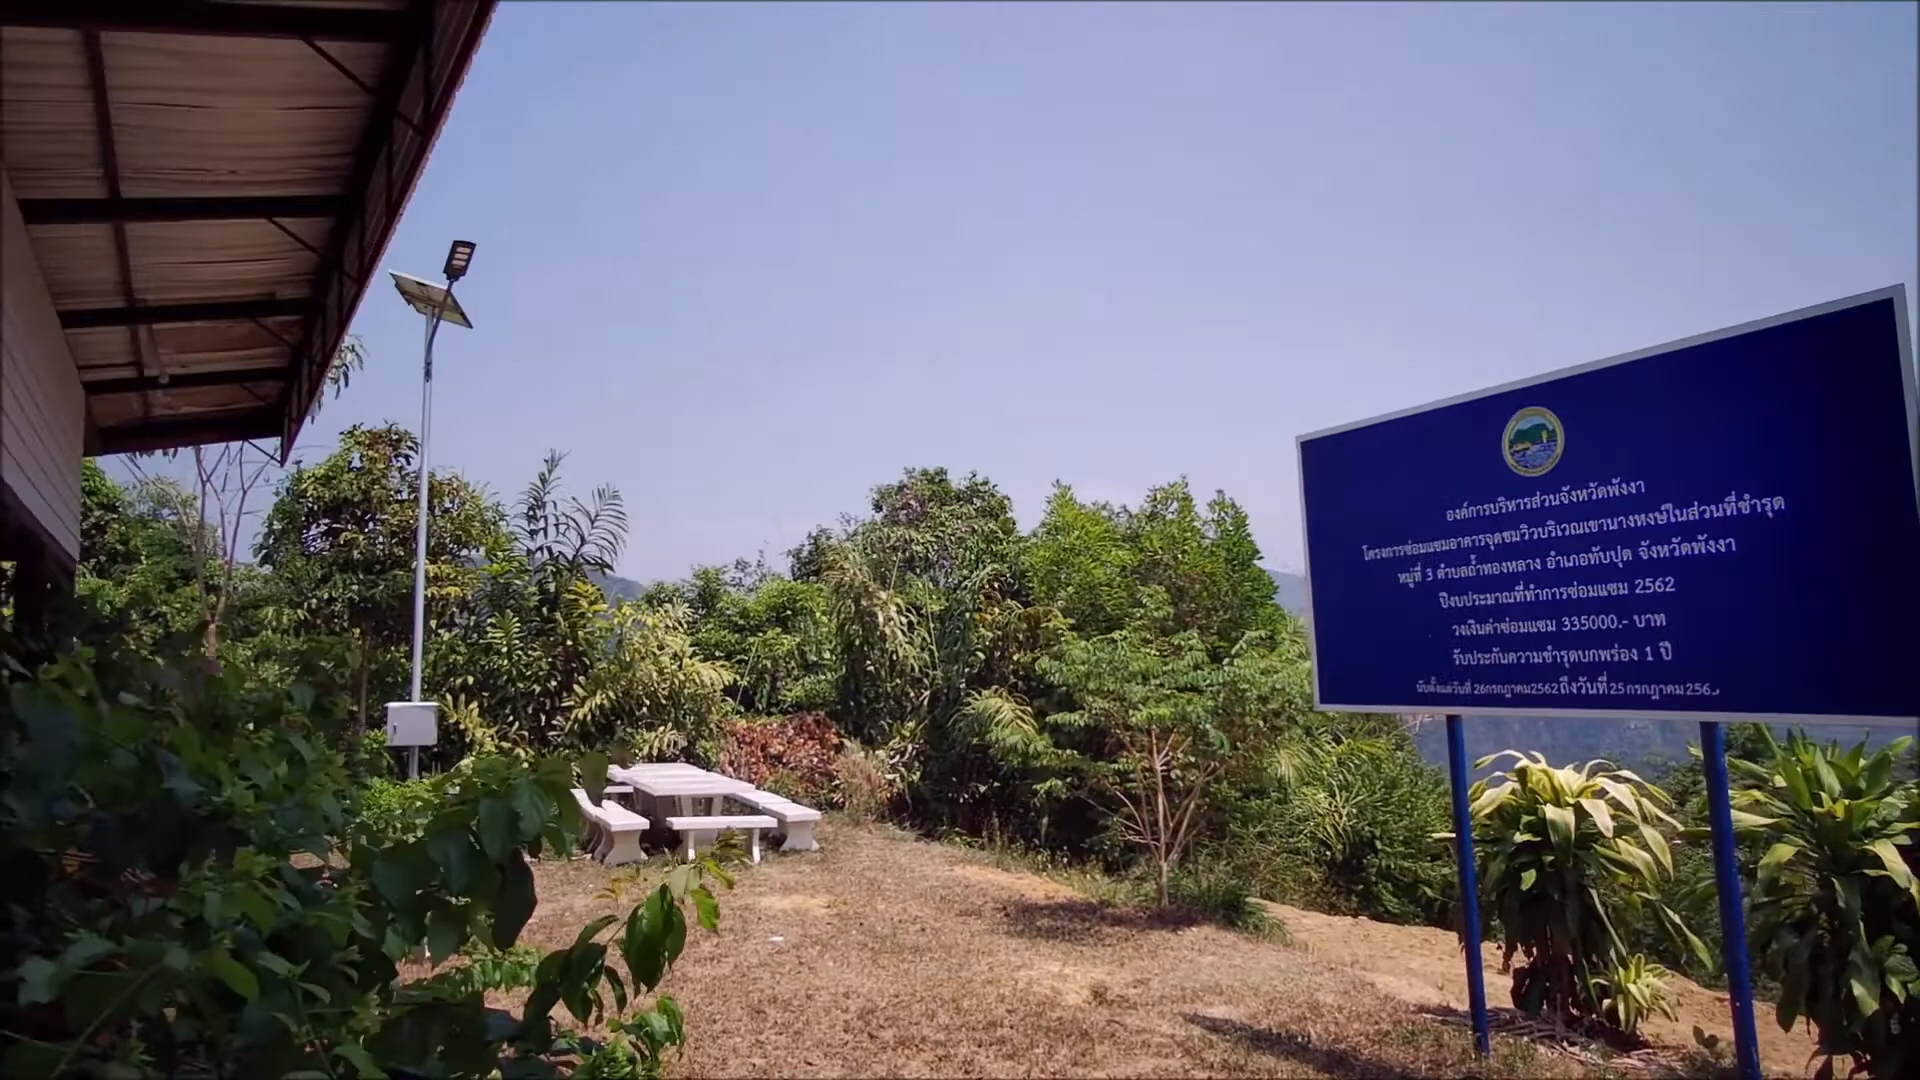 องค์การบริหารส่วนจังหวัดพังงา
โครงการซ่อมแซมอาคารจุดชมวิวบริเวณเขานางหงษ์ในส่วนที่ชำรุด
หมู่ที่ 3 ตำบลถ้ำทองหลาง อำเภอทับปุด จังหวัดพังงา
ปีงบประมาณที่ทำการซ่อมแซม 2562
วงเงินค่าซ่อมแซม 335000.- บาท
รับประกันความชำรุดบกพร่อง 1 ปี
นับตั้งแต่วันที่ 26กรกฎาคม2562ถึงวันที่25กรกฎาคม